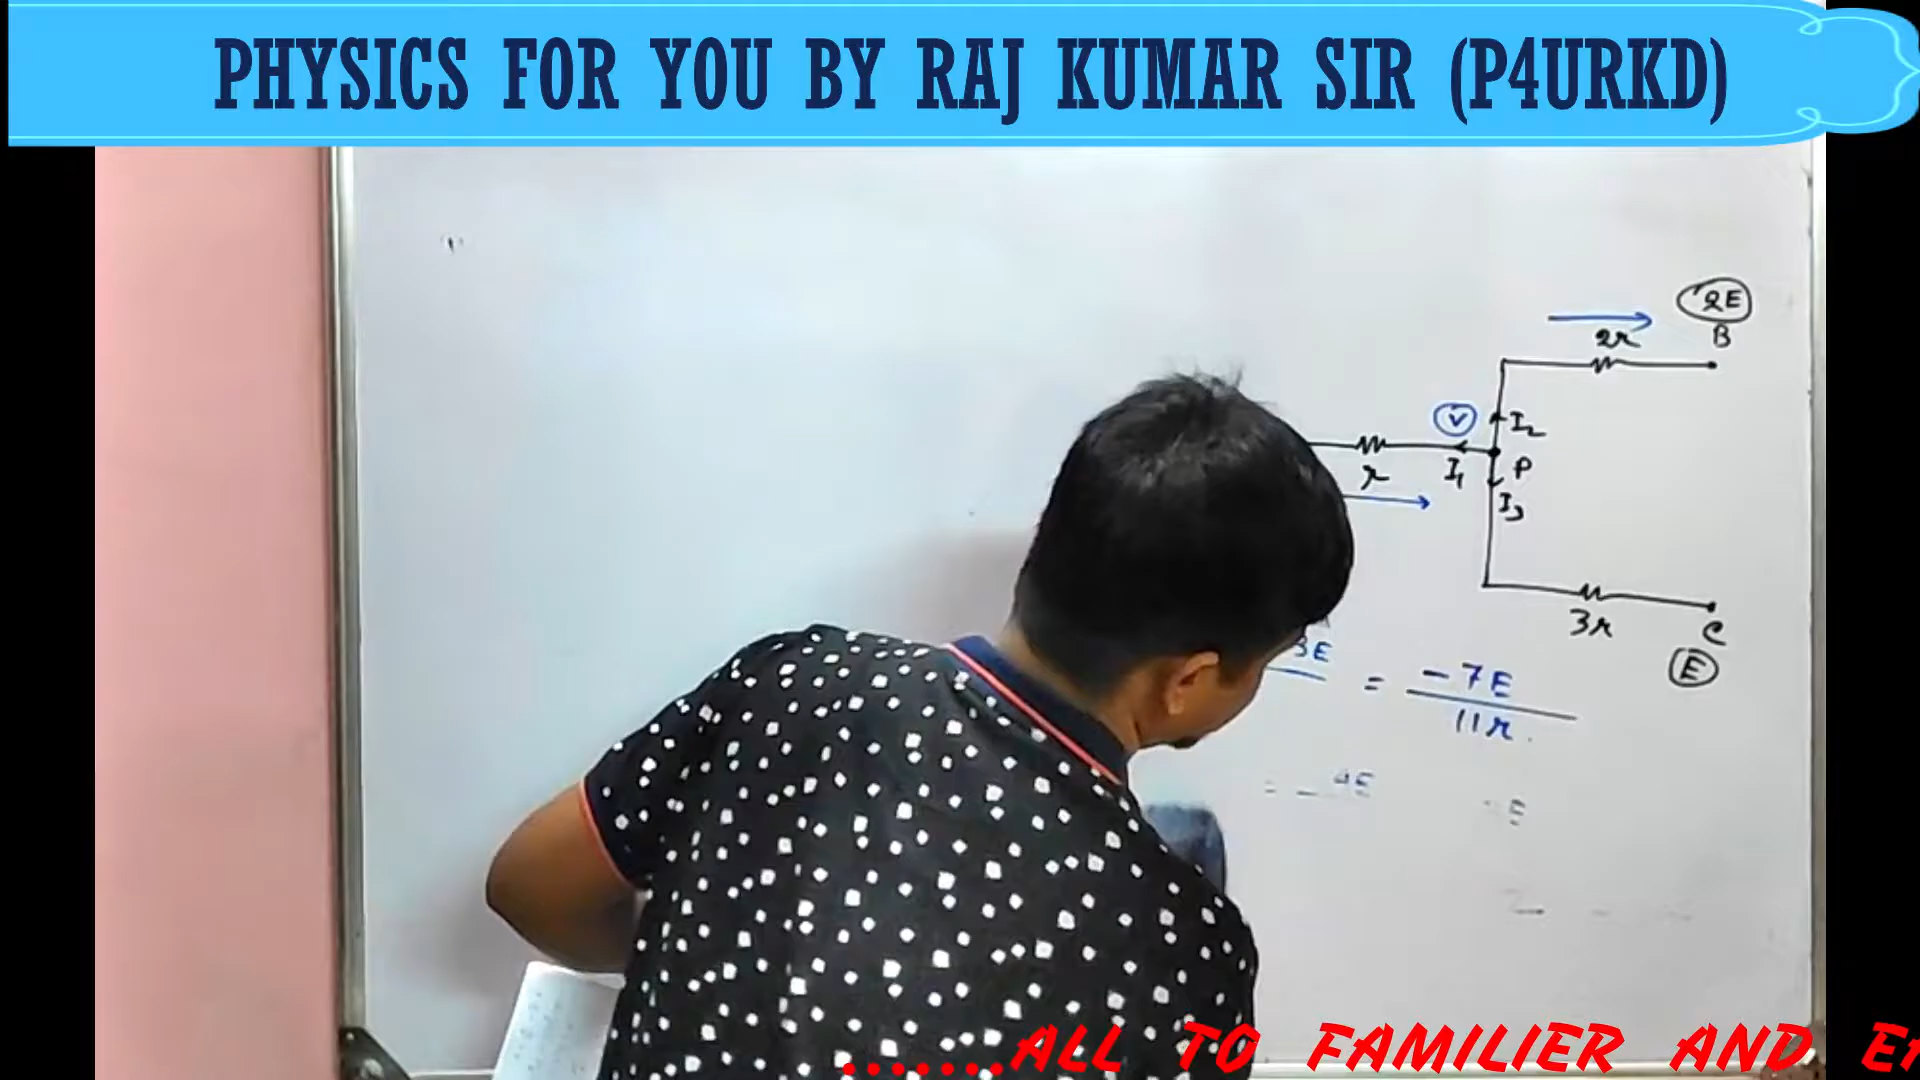 PHYSICS FOR YOU BY RAJ KUMAR SIR (P4URKD)
2E
B
2r
V
I2
r
I1
P
I3
3r
C
E
3E
= -7E
11r
= - 4E
E
.......ALL TO FAMILIER AND